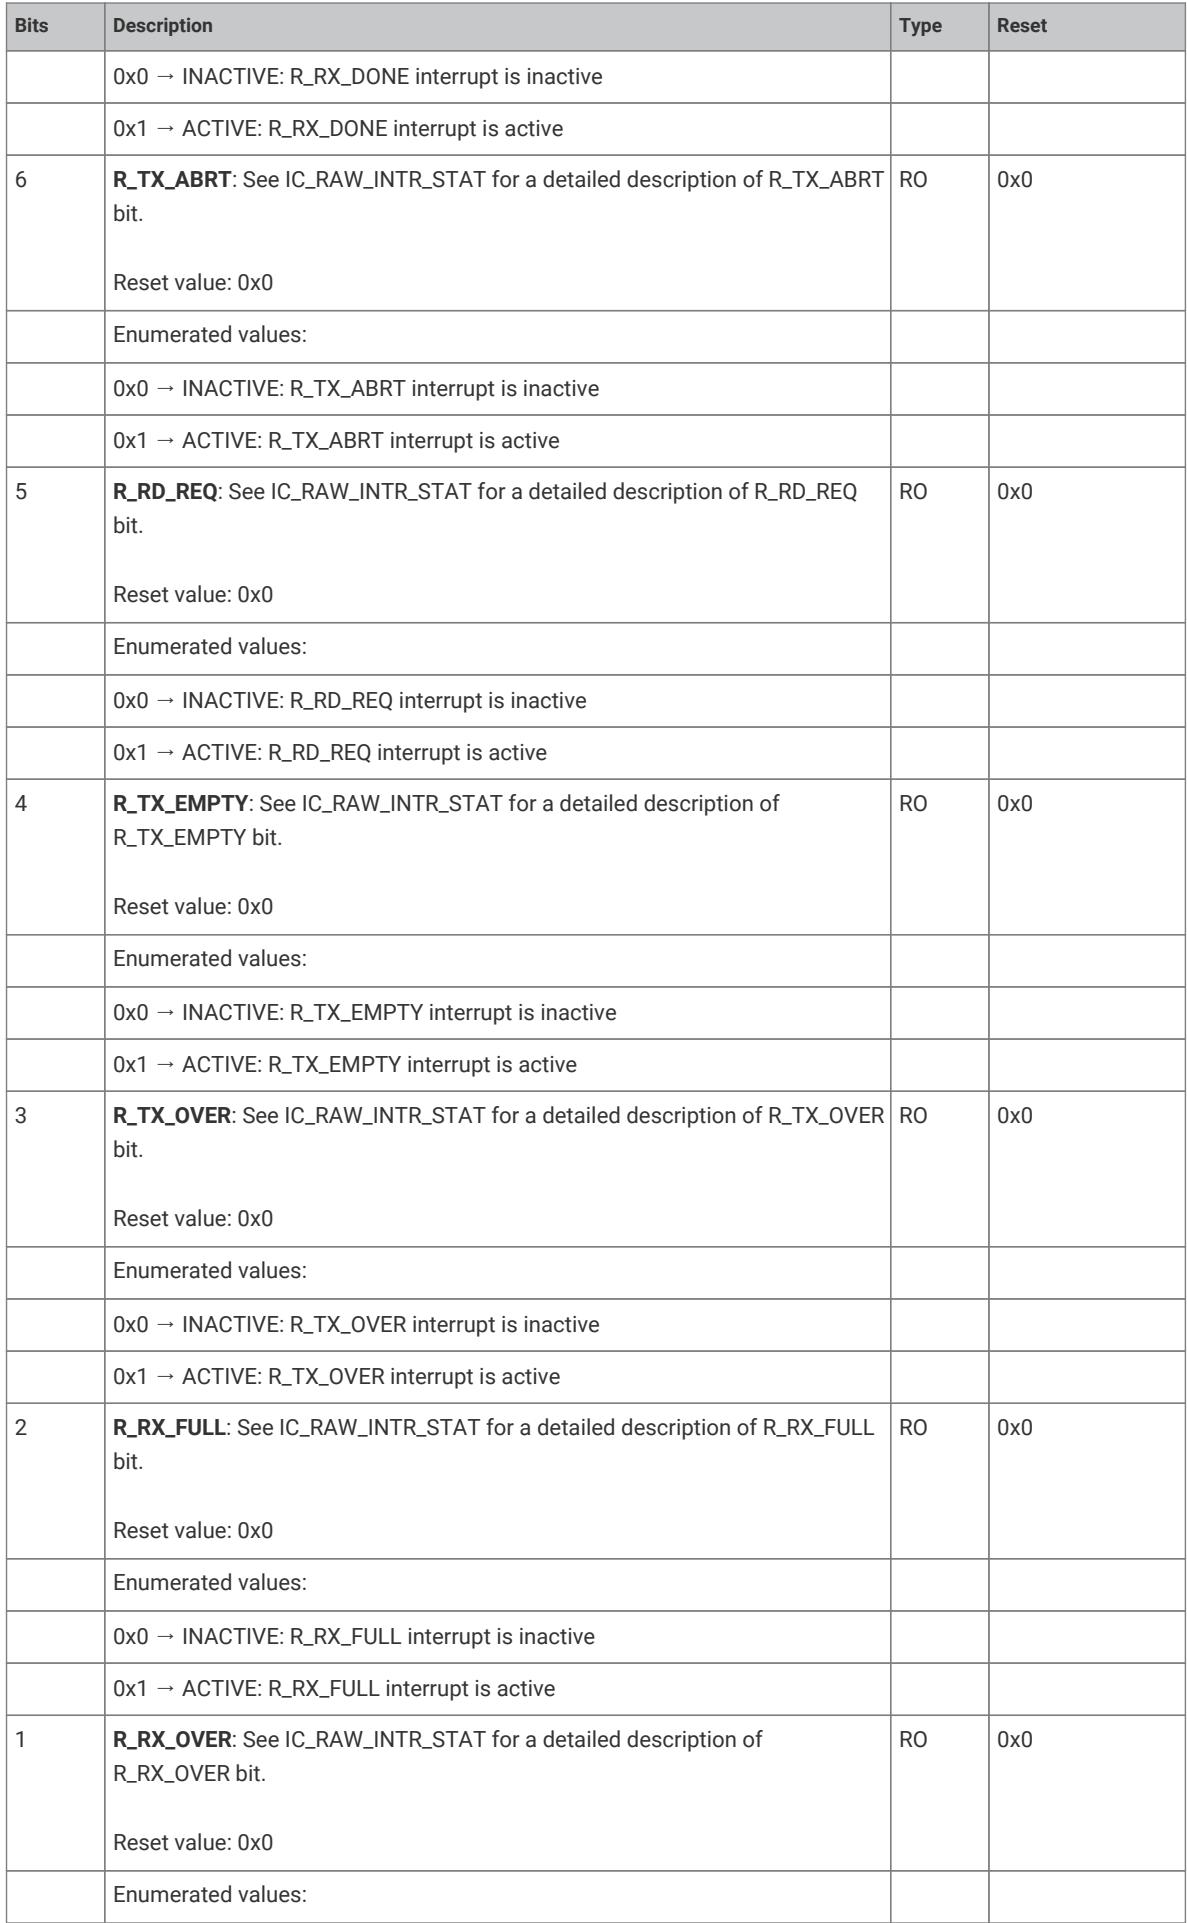 Bits Description Type Reset
0x0 → INACTIVE: R_RX_DONE interrupt is inactive
0x1 → ACTIVE: R_RX_DONE interrupt is active
6 R_TX_ABRT: See IC_RAW_INTR_STAT for a detailed description of R_TX_ABRT RO 0x0
bit.
Reset value: 0x0
Enumerated values:
0x0 → INACTIVE: R_TX_ABRT interrupt is inactive
0x1 → ACTIVE: R_TX_ABRT interrupt is active
5 R_RD_REQ: See IC_RAW_INTR_STAT for a detailed description of R_RD_REQ RO 0x0
bit.
Reset value: 0x0
Enumerated values:
0x0 → INACTIVE: R_RD_REQ interrupt is inactive
0x1 → ACTIVE: R_RD_REQ interrupt is active
4 R_TX_EMPTY: See IC_RAW_INTR_STAT for a detailed description of RO 0x0
R_TX_EMPTY bit.
Reset value: 0x0
Enumerated values:
0x0 → INACTIVE: R_TX_EMPTY interrupt is inactive
0x1 → ACTIVE: R_TX_EMPTY interrupt is active
3 R_TX_OVER: See IC_RAW_INTR_STAT for a detailed description of R_TX_OVER RO 0x0
bit.
Reset value: 0x0
Enumerated values:
0x0 → INACTIVE: R_TX_OVER interrupt is inactive
0x1 → ACTIVE: R_TX_OVER interrupt is active
2 R_RX_FULL: See IC_RAW_INTR_STAT for a detailed description of R_RX_FULL RO 0x0
bit.
Reset value: 0x0
Enumerated values:
0x0 → INACTIVE: R_RX_FULL interrupt is inactive
0x1 → ACTIVE: R_RX_FULL interrupt is active
1 R_RX_OVER: See IC_RAW_INTR_STAT for a detailed description of RO 0x0
R_RX_OVER bit.
Reset value: 0x0
Enumerated values: